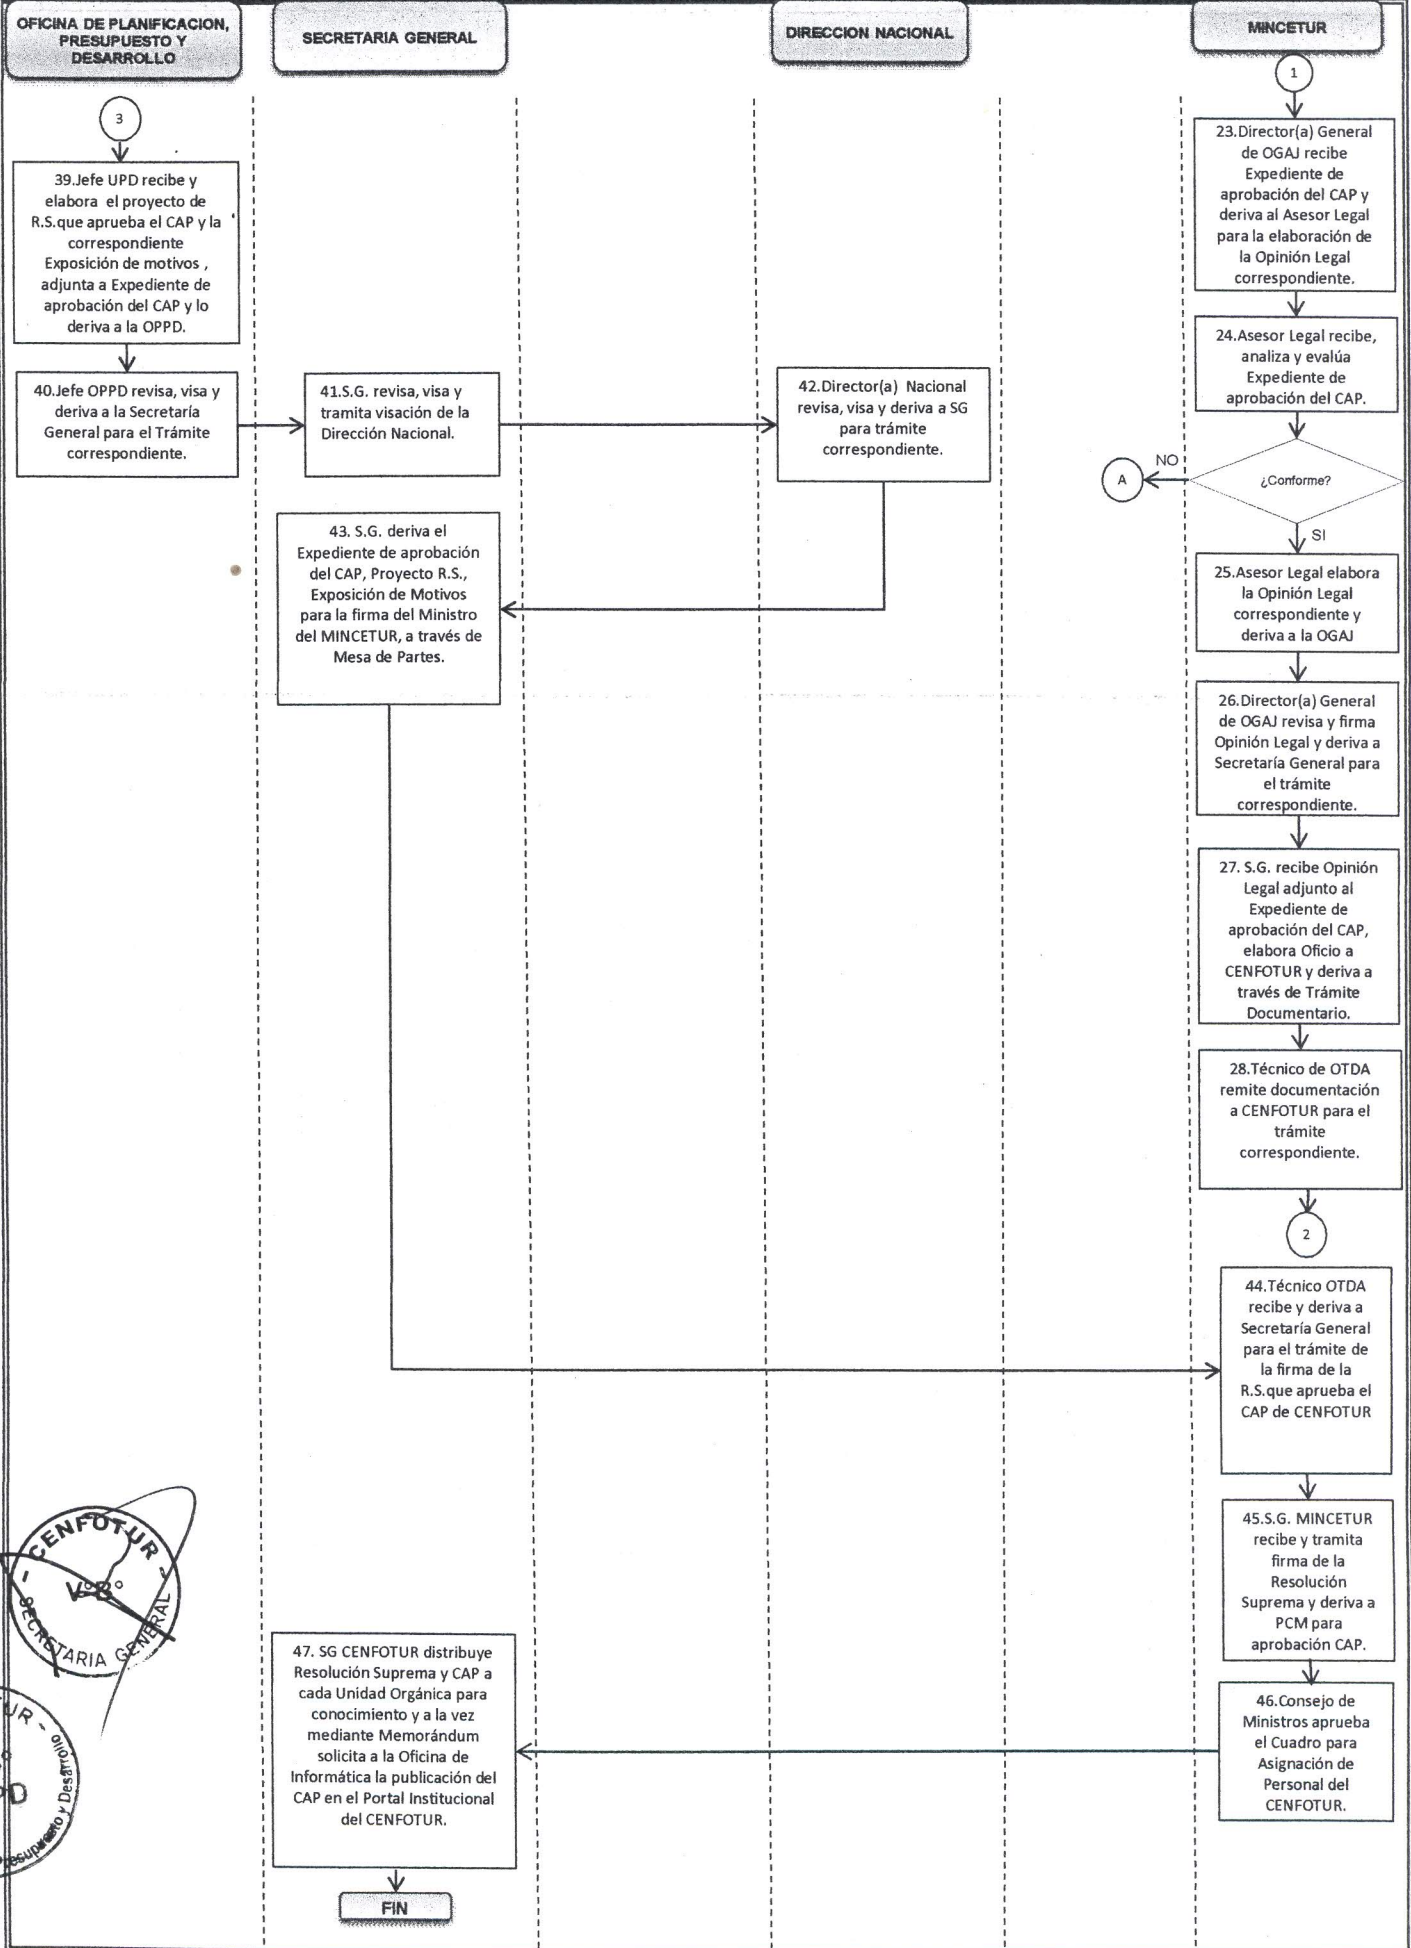 OFICINA DE PLANIFICACION,
PRESUPUESTO Y
DESARROLLO
SECRETARIA GENERAL
DIRECCION NACIONAL
MINCETUR
3
39.Jefe UPD recibe y
elabora el proyecto de
R.S.que aprueba el CAP y la
correspondiente
Exposición de motivos ,
adjunta a Expediente de
aprobación del CAP y lo
deriva a la OPPD.
40.Jefe OPPD revisa, visa y
deriva a la Secretaría
General para el Trámite
correspondiente.
41.S.G. revisa, visa y
tramita visación de la
Dirección Nacional.
42.Director(a) Nacional
revisa, visa y deriva a SG
para trámite
correspondiente.
43. S.G. deriva el
Expediente de aprobación
del CAP, Proyecto R.S.,
Exposición de Motivos
para la firma del Ministro
del MINCETUR, a través de
Mesa de Partes.
1
23.Director(a) General
de OGAJ recibe
Expediente de
aprobación del CAP y
deriva al Asesor Legal
para la elaboración de
la Opinión Legal
correspondiente.
24.Asesor Legal recibe,
analiza y evalúa
Expediente de
aprobación del CAP.
¿Conforme?
NO
A
SI
25.Asesor Legal elabora
la Opinión Legal
correspondiente y
deriva a la OGAJ
26.Director(a) General
de OGAJ revisa y firma
Opinión Legal y deriva a
Secretaría General para
el trámite
correspondiente.
27. S.G. recibe Opinión
Legal adjunto al
Expediente de
aprobación del CAP,
elabora Oficio a
CENFOTUR y deriva a
través de Trámite
Documentario.
28.Técnico de OTDA
remite documentación
a CENFOTUR para el
trámite
correspondiente.
2
44.Técnico OTDA
recibe y deriva a
Secretaría General
para el trámite de
la firma de la
R.S.que aprueba el
CAP de CENFOTUR
45.S.G. MINCETUR
recibe y tramita
firma de la
Resolución
Suprema y deriva a
PCM para
aprobación CAP.
46.Consejo de
Ministros aprueba
el Cuadro para
Asignación de
Personal del
CENFOTUR.
47. SG CENFOTUR distribuye
Resolución Suprema y CAP a
cada Unidad Orgánica para
conocimiento y a la vez
mediante Memorándum
solicita a la Oficina de
Informática la publicación del
CAP en el Portal Institucional
del CENFOTUR.
FIN
- CENFOTUR -
V°B°
SECRETARIA GENERAL
UR -
y Desarrollo